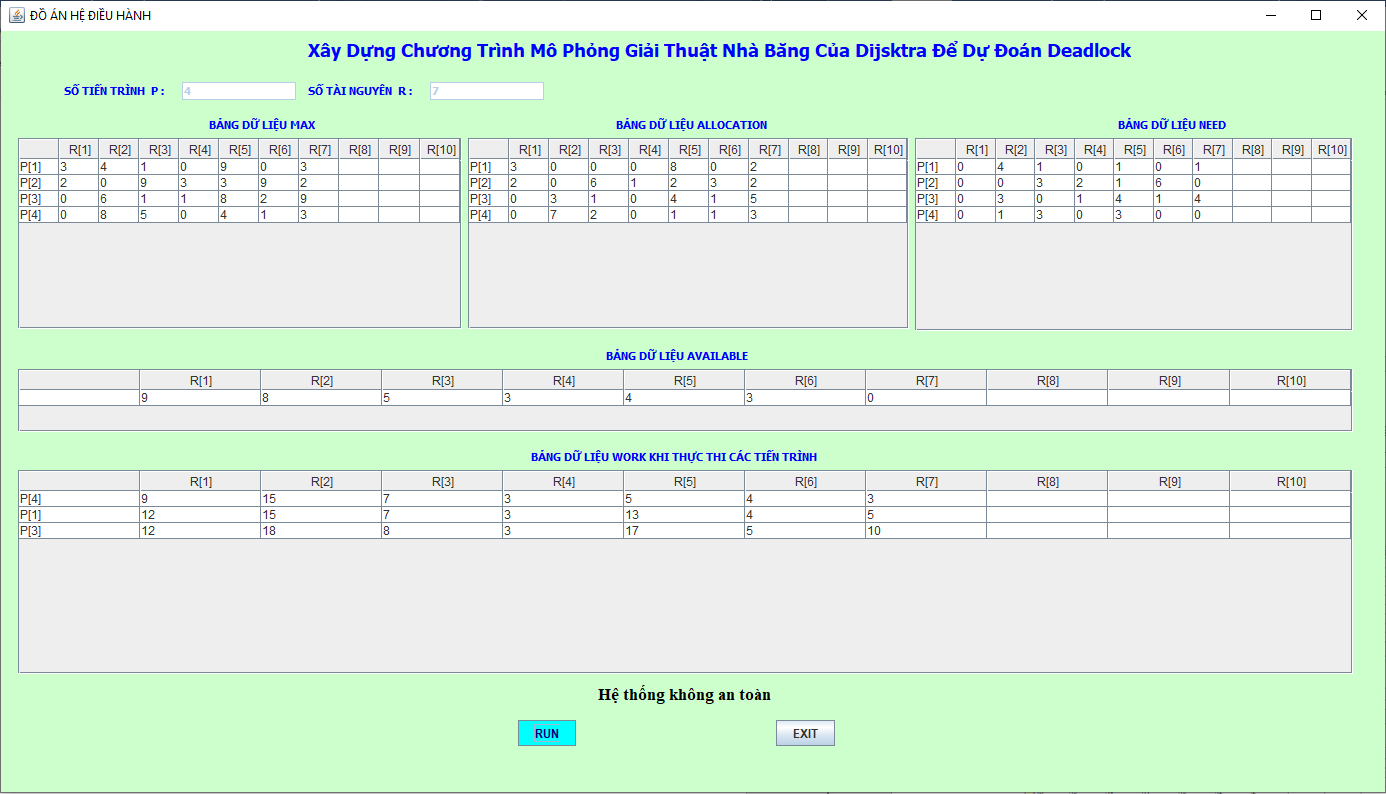 ĐỒ ÁN HỆ ĐIỀU HÀNH
Xây Dựng Chương Trình Mô Phỏng Giải Thuật Nhà Băng Của Dijsktra Để Dự Đoán Deadlock
SỐ TIẾN TRÌNH P : 4 SỐ TÀI NGUYÊN R : 7
BẢNG DỮ LIỆU MAX
R[1] R[2] R[3] R[4] R[5] R[6] R[7] R[8] R[9] R[10]
P[1] 3 4 1 0 9 0 3
P[2] 2 0 9 3 3 9 2
P[3] 0 6 1 1 8 2 9
P[4] 0 8 5 0 4 1 3
BẢNG DỮ LIỆU ALLOCATION
R[1] R[2] R[3] R[4] R[5] R[6] R[7] R[8] R[9] R[10]
P[1] 3 0 0 0 8 0 2
P[2] 2 0 6 1 2 3 2
P[3] 0 3 1 0 4 1 5
P[4] 0 7 2 0 1 1 3
BẢNG DỮ LIỆU NEED
R[1] R[2] R[3] R[4] R[5] R[6] R[7] R[8] R[9] R[10]
P[1] 0 4 1 0 1 0 1
P[2] 0 0 3 2 1 6 0
P[3] 0 3 0 1 4 1 4
P[4] 0 1 3 0 3 0 0
BẢNG DỮ LIỆU AVAILABLE
R[1] R[2] R[3] R[4] R[5] R[6] R[7] R[8] R[9] R[10]
9 8 5 3 4 3 0
BẢNG DỮ LIỆU WORK KHI THỰC THI CÁC TIẾN TRÌNH
R[1] R[2] R[3] R[4] R[5] R[6] R[7] R[8] R[9] R[10]
P[4] 9 15 7 3 5 4 3
P[1] 12 15 7 3 13 4 5
P[3] 12 18 8 3 17 5 10
Hệ thống không an toàn
RUN EXIT